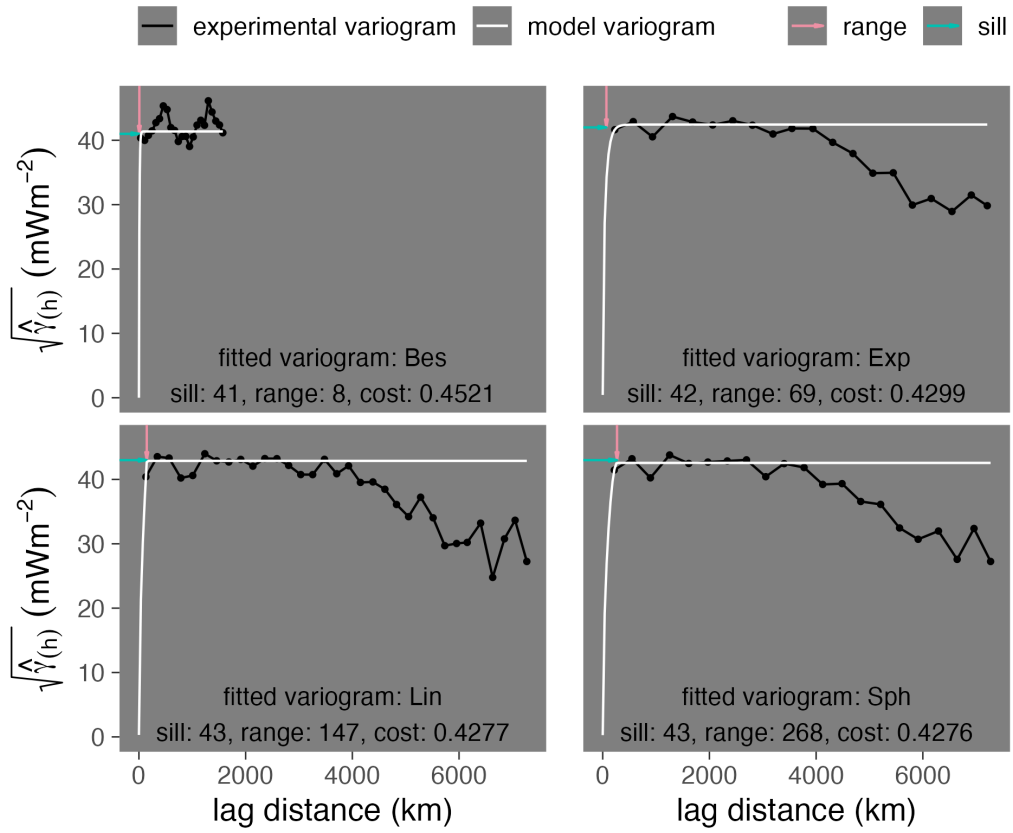 experimental variogram model variogram range sill
40
30
20
10
0
√γ̂(h) (mWm⁻²)
fitted variogram: Bes
sill: 41, range: 8, cost: 0.4521
fitted variogram: Exp
sill: 42, range: 69, cost: 0.4299
40
30
20
10
0
√γ̂(h) (mWm⁻²)
fitted variogram: Lin
sill: 43, range: 147, cost: 0.4277
fitted variogram: Sph
sill: 43, range: 268, cost: 0.4276
0 2000 4000 6000
0 2000 4000 6000
lag distance (km)
lag distance (km)